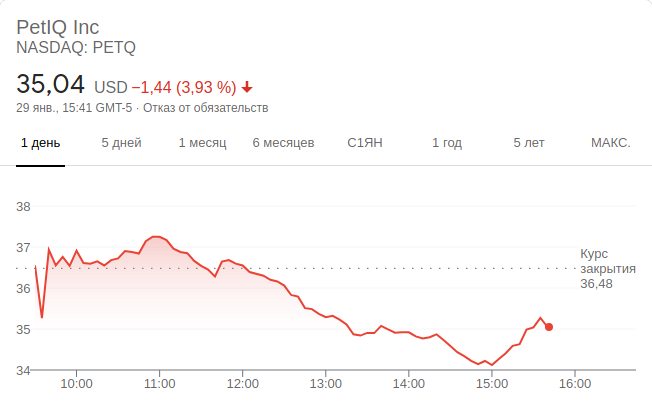 PetIQ Inc
NASDAQ: PETQ
35,04 USD −1,44 (3,93 %)
29 янв., 15:41 GMT-5 · Отказ от обязательств
1 день 5 дней 1 месяц 6 месяцев С1ЯН 1 год 5 лет МАКС.
38
37
36
35
34
Курс
закрытия
36,48
10:00 11:00 12:00 13:00 14:00 15:00 16:00